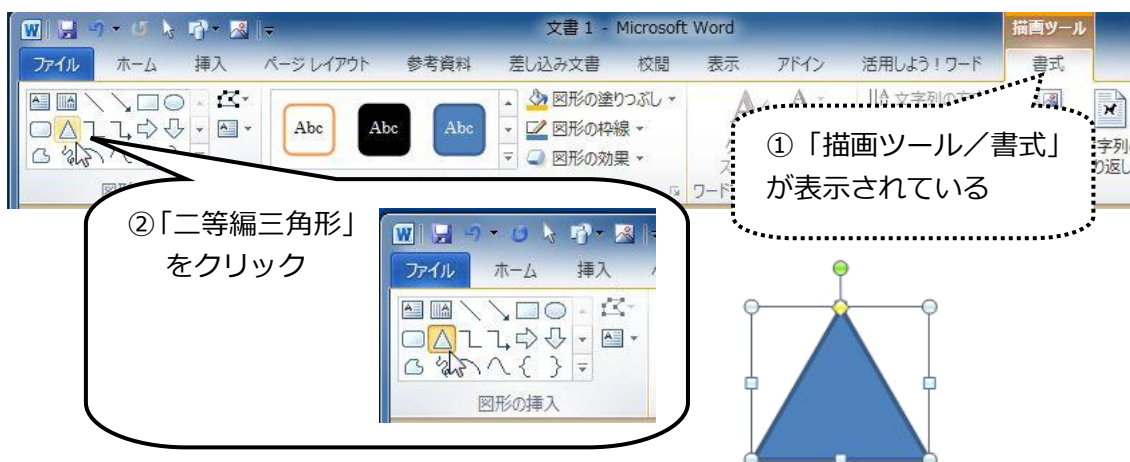 文書 1 - Microsoft Word
描画ツール
ファイル ホーム 挿入 ページ レイアウト 参考資料 差し込み文書 校閲 表示 アドイン 活用しよう！ワード 書式
Abc Abc Abc
図形の塗りつぶし
図形の枠線
図形の効果
①「描画ツール／書式」
が表示されている
②「二等編三角形」
をクリック
ファイル ホーム 挿入
図形の挿入